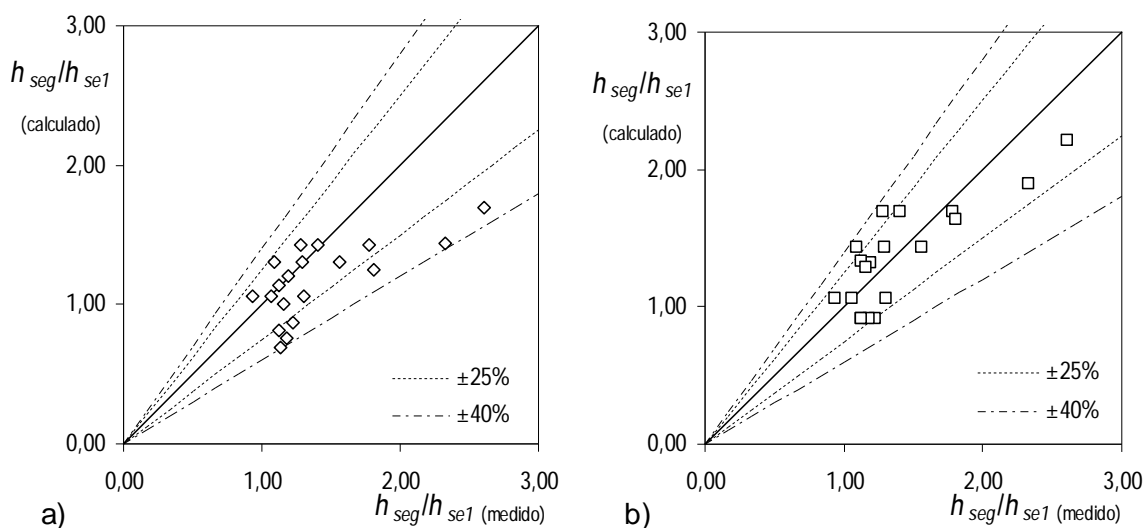 3,00
h seg/h se1
(calculado)
2,00
1,00
0,00
±25%
±40%
0,00 1,00 2,00 3,00
h seg/h se1 (medido)
a)
3,00
h seg/h se1
(calculado)
2,00
1,00
0,00
±25%
±40%
0,00 1,00 2,00 3,00
h seg/h se1 (medido)
b)